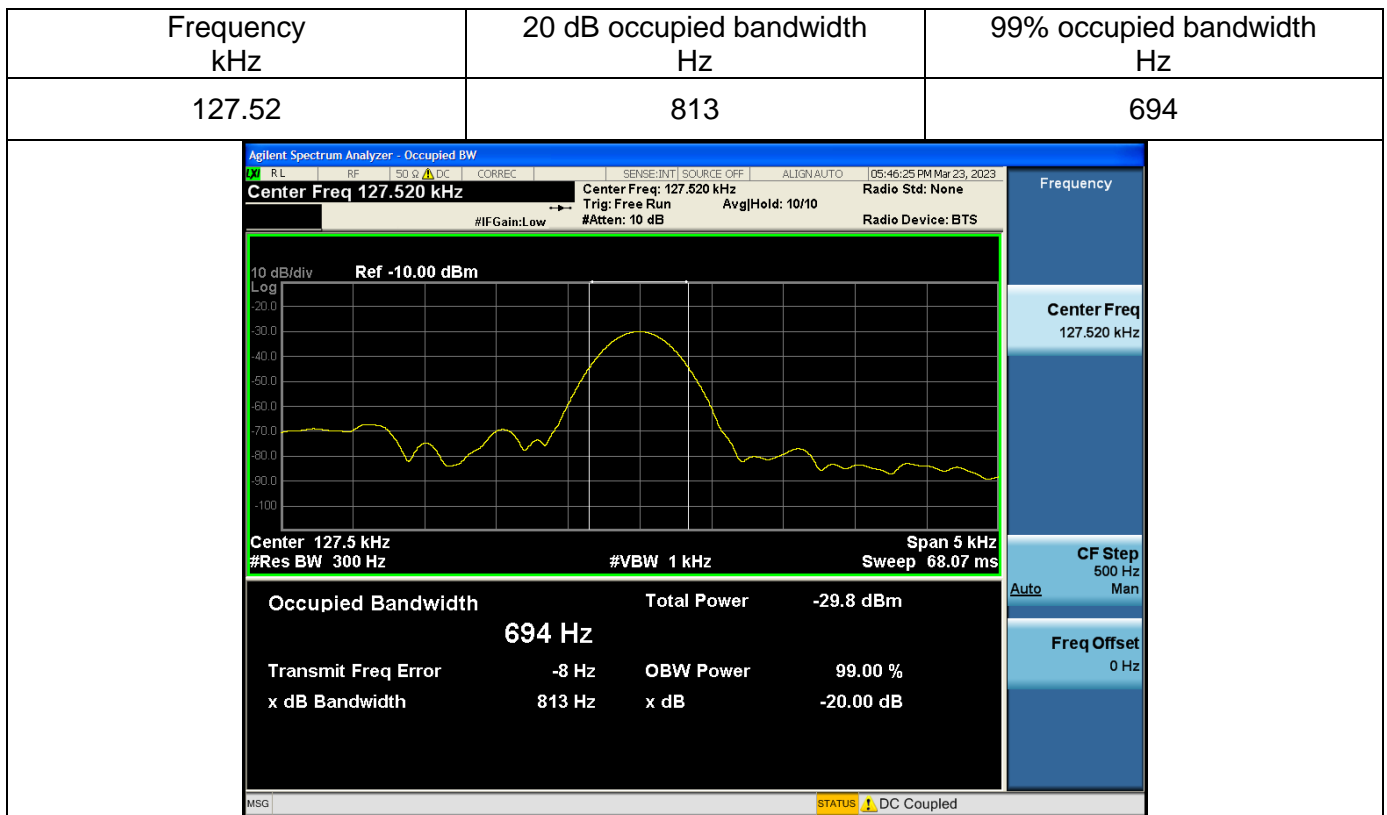 Frequency 20 dB occupied bandwidth 99% occupied bandwidth
kHz Hz Hz
127.52 813 694
Agilent Spectrum Analyzer - Occupied BW
LXI RL RF 50 Ω DC CORREC SENSE:INT SOURCE OFF ALIGN AUTO 05:46:25 PM Mar 23, 2023
Center Freq 127.520 kHz
Center Freq: 127.520 kHz Radio Std: None
Trig: Free Run Avg|Hold: 10/10
#IFGain:Low #Atten: 10 dB Radio Device: BTS
10 dB/div Ref -10.00 dBm
Log
-20.0
-30.0
-40.0
-50.0
-60.0
-70.0
-80.0
-90.0
-100
Center 127.5 kHz Span 5 kHz
#Res BW 300 Hz #VBW 1 kHz Sweep 68.07 ms
Occupied Bandwidth Total Power -29.8 dBm
694 Hz
Transmit Freq Error -8 Hz OBW Power 99.00 %
x dB Bandwidth 813 Hz x dB -20.00 dB
Frequency
Center Freq
127.520 kHz
CF Step
500 Hz
Auto Man
Freq Offset
0 Hz
MSG STATUS DC Coupled